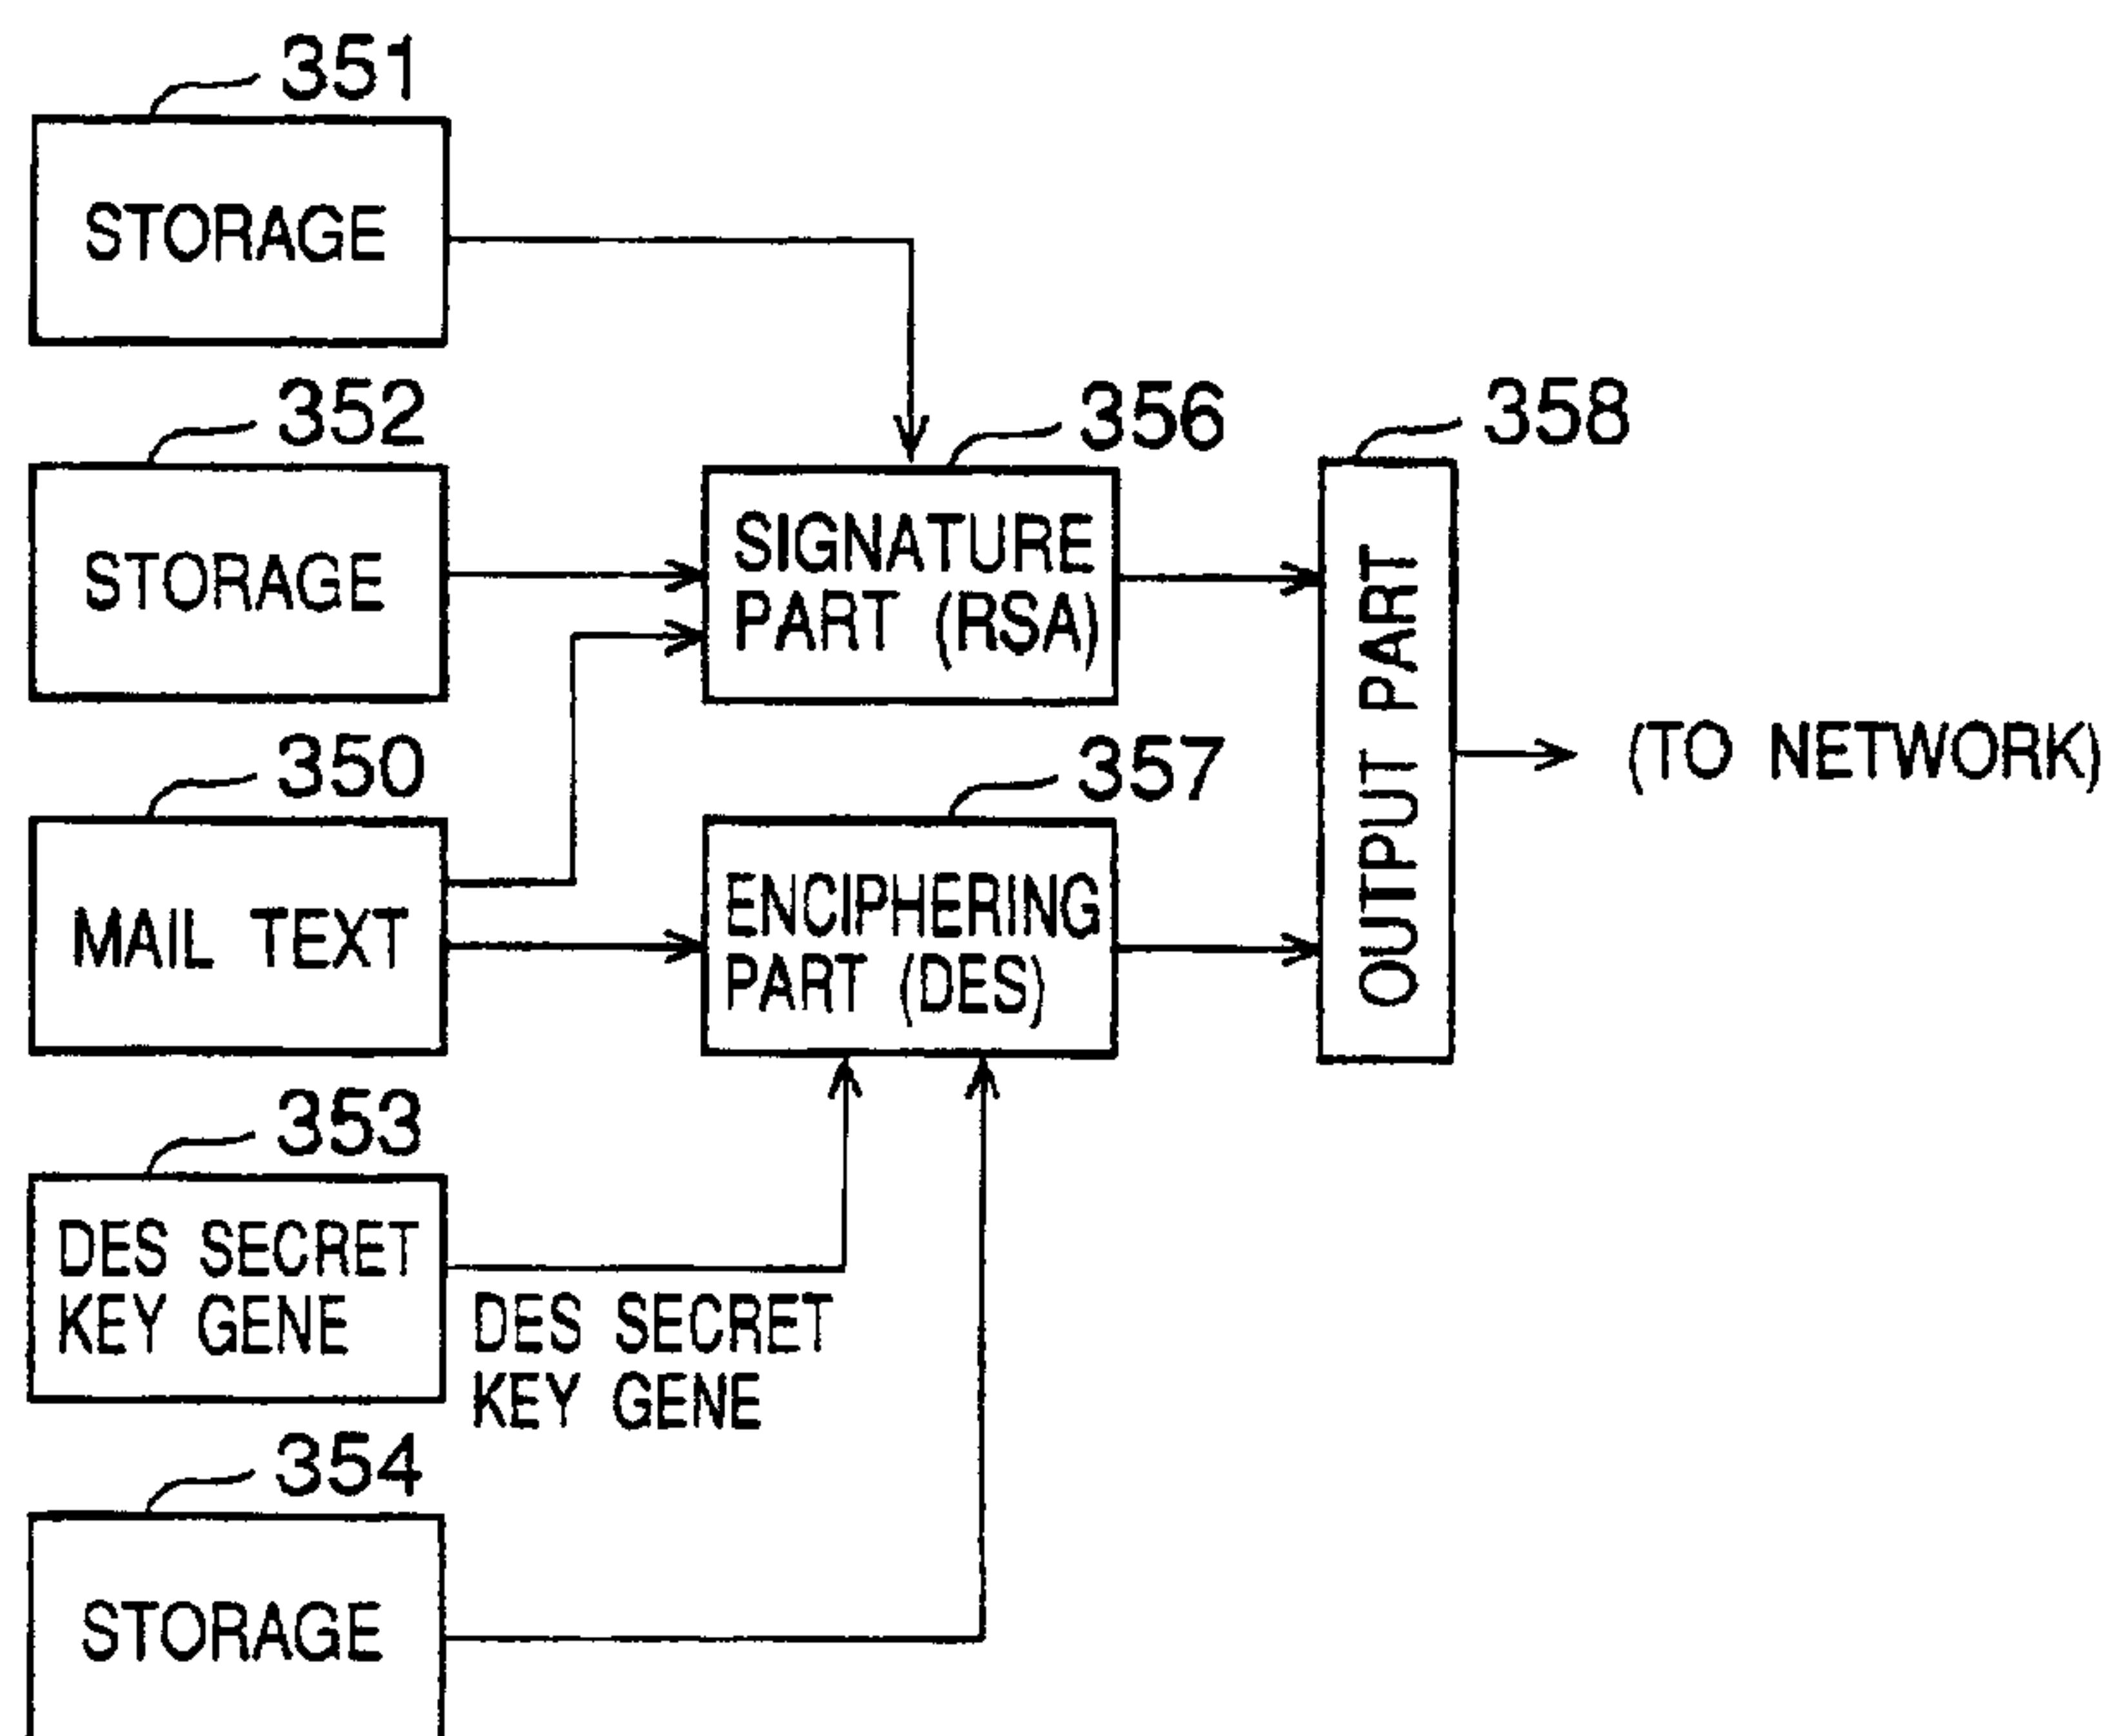 351
STORAGE
352
STORAGE
356
SIGNATURE
PART (RSA)
358
OUTPUT PART
(TO NETWORK)
350
MAIL TEXT
357
ENCIPHERING
PART (DES)
353
DES SECRET
KEY GENE
DES SECRET
KEY GENE
354
STORAGE